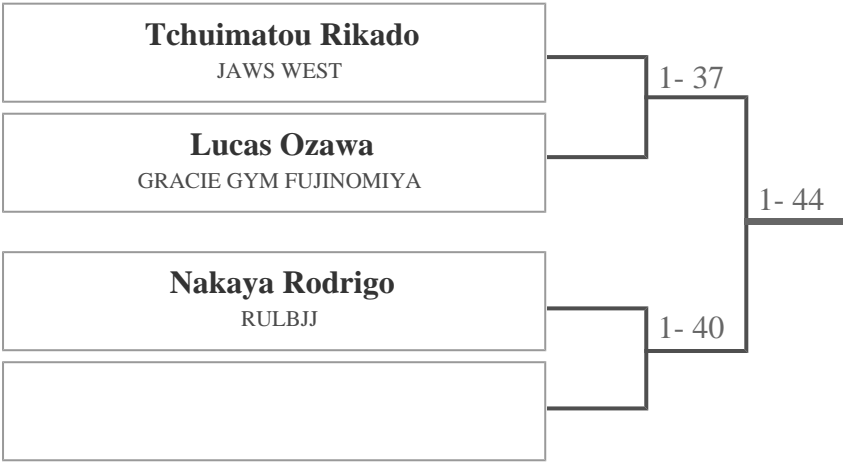 Tchuimatou Rikado
JAWS WEST
1- 37
Lucas Ozawa
GRACIE GYM FUJINOMIYA
1- 44
Nakaya Rodrigo
RULBJJ
1- 40